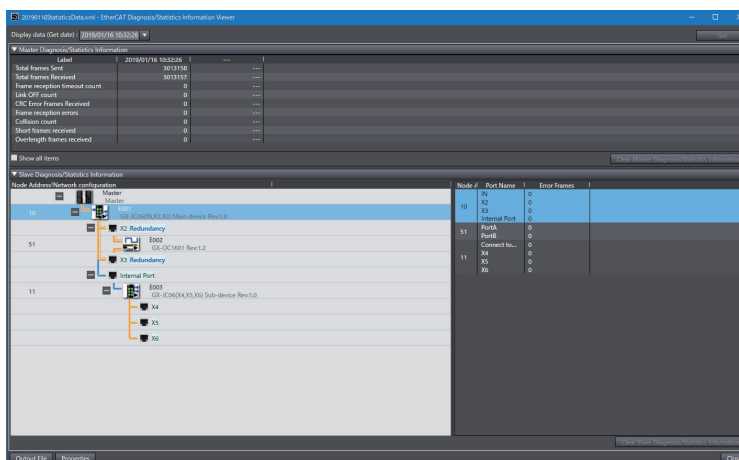 20190116StatisticsData.xml - EtherCAT Diagnosis/Statistics Information Viewer
Display data (Get date) : 2019/01/16 10:32:26
Get
Master Diagnosis/Statistics Information
Label 2019/01/16 10:32:26 ---
Total frames Sent 3013158 ---
Total frames Received 3013157 ---
Frame reception timeout count 0 ---
Link OFF count 0 ---
CRC Error Frames Received 0 ---
Frame reception errors 0 ---
Collision count 0 ---
Short frames received 0 ---
Overlength frames received 0 ---
Show all items
Clear Master Diagnosis/Statistics Information
Slave Diagnosis/Statistics Information
Node Address Network configuration
Master
Master
10 E001
GX-JC06(IN,X2,X3) Main device Rev:1.0
X2 Redundancy
51 E002
GX-OC1601 Rev:1.2
X3 Redundancy
Internal Port
11 E003
GX-JC06(X4,X5,X6) Sub-device Rev:1.0
X4
X5
X6
Node A Port Name Error Frames
10
IN 0
X2 0
X3 0
Internal Port 0
51
PortA 0
PortB 0
11
Connect to... 0
X4 0
X5 0
X6 0
Clear Slave Diagnosis/Statistics Information
Output File Properties